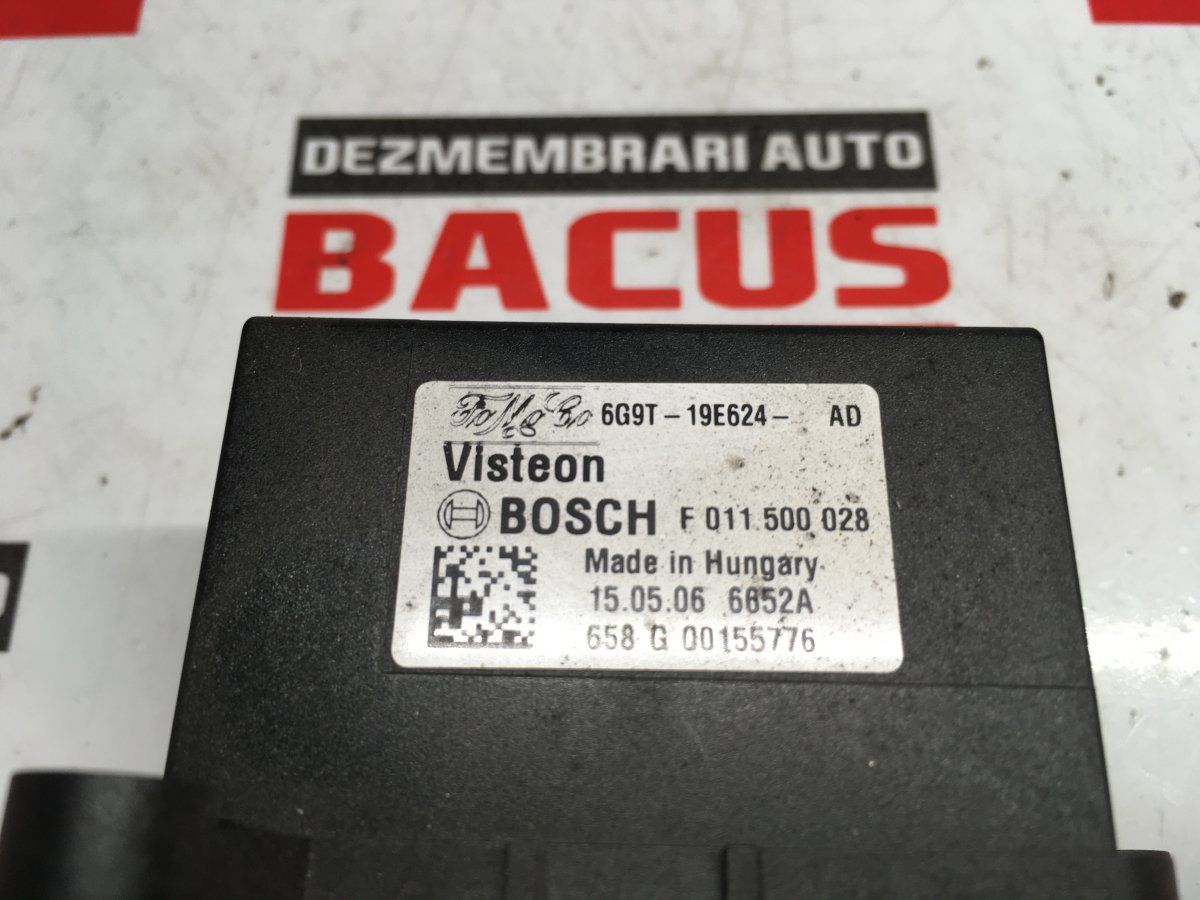 DEZMEMBRARI AUTO
BACUS
FoMoCo 6G9T-19E624- AD
Visteon
BOSCH F 011 500 028
Made in Hungary
15.05.06 6652A
658 G 00155776